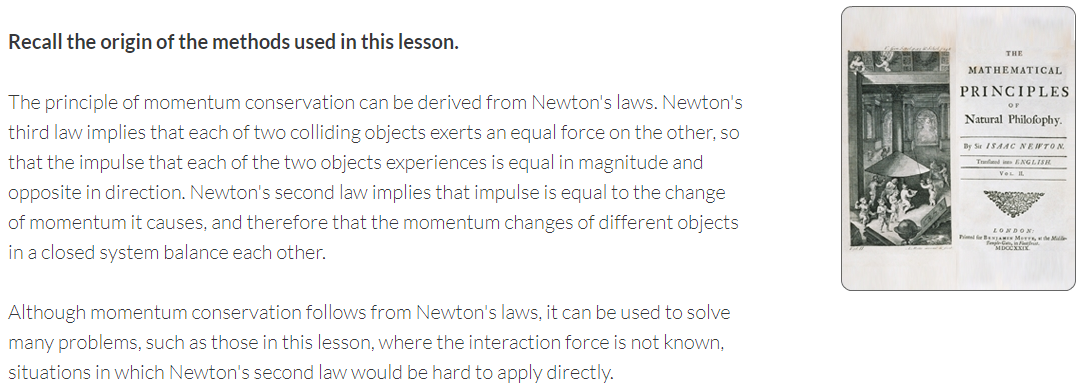 Recall the origin of the methods used in this lesson.
The principle of momentum conservation can be derived from Newton's laws. Newton's
third law implies that each of two colliding objects exerts an equal force on the other, so
that the impulse that each of the two objects experiences is equal in magnitude and
opposite in direction. Newton's second law implies that impulse is equal to the change
of momentum it causes, and therefore that the momentum changes of different objects
in a closed system balance each other.
Although momentum conservation follows from Newton's laws, it can be used to solve
many problems, such as those in this lesson, where the interaction force is not known,
situations in which Newton's second law would be hard to apply directly.
THE
MATHEMATICAL
PRINCIPLES
OF
Natural Philoſophy.
By Sir ISAAC NEWTON.
Tranſlated into ENGLISH.
VOL. II.
LONDON:
Printed for BENJAMIN MOTTE, at the Middle-
Temple-Gate, in Fleetſtreet.
MDCCXXIX.